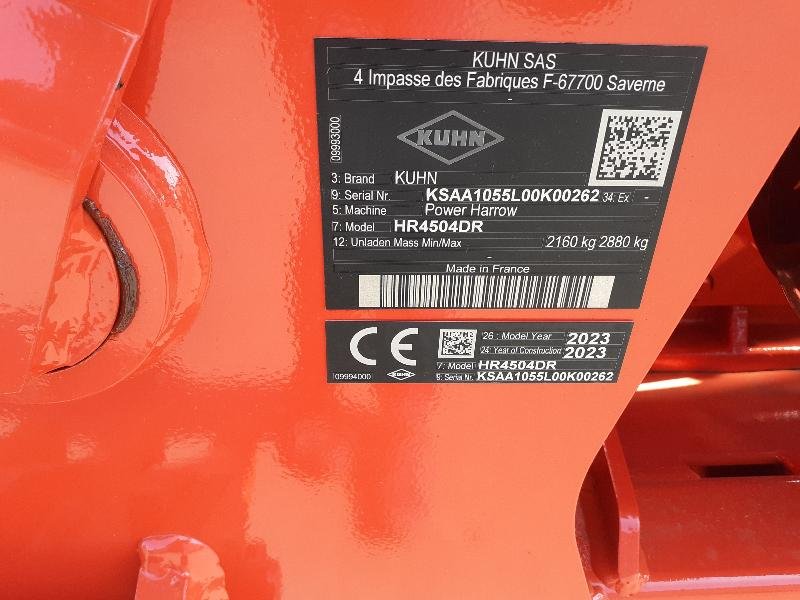 KUHN SAS
4 Impasse des Fabriques F-67700 Saverne
09993000
KUHN
3: Brand KUHN
9: Serial Nr. KSAA1055L00K00262 34: Ex -
5: Machine Power Harrow
7: Model HR4504DR
12: Unladen Mass Min/Max 2160 kg 2880 kg
Made in France
CE
26 : Model Year 2023
24: Year of Construction 2023
7: Model HR4504DR
09994D00 KUHN 9: Serial Nr. KSAA1055L00K00262